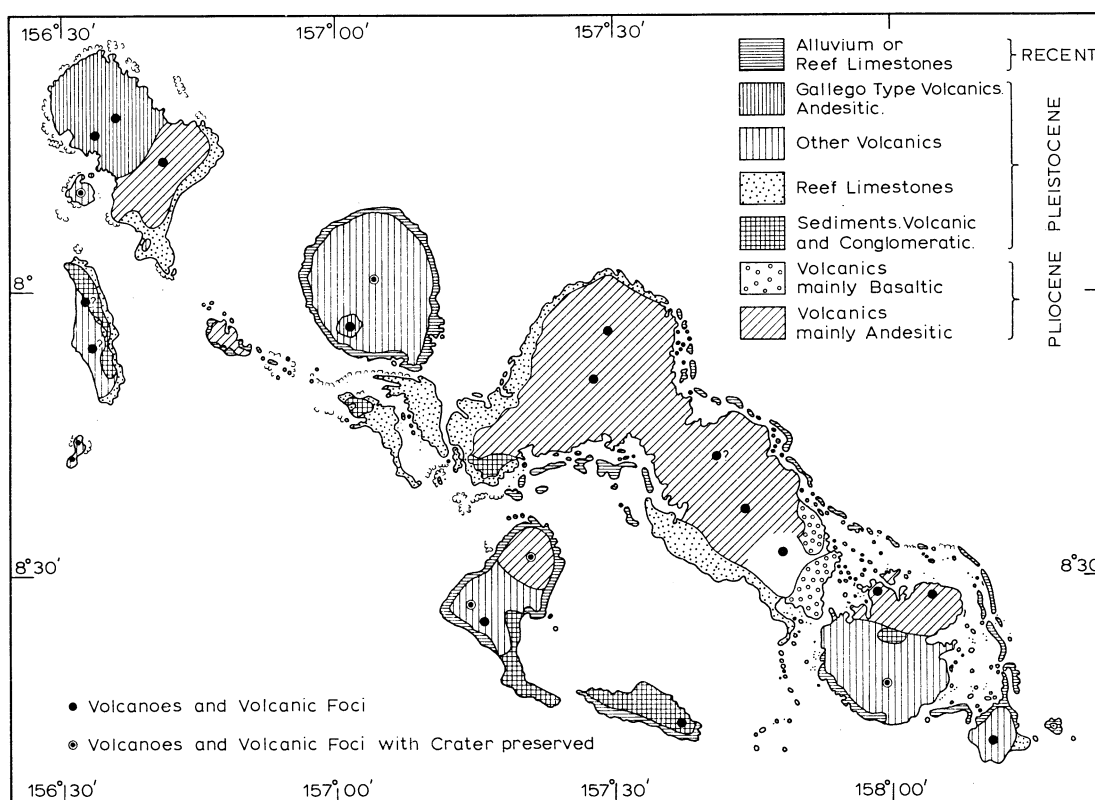 156°30'
157°00'
157°30'
Alluvium or
Reef Limestones
RECENT
Gallego Type Volcanics.
Andesitic.
Other Volcanics
Reef Limestones
Sediments. Volcanic
and Conglomeratic.
PLEISTOCENE
Volcanics
mainly Basaltic
Volcanics
mainly Andesitic
PLIOCENE
8°
?
?
8°30'
8°30
Volcanoes and Volcanic Foci
Volcanoes and Volcanic Foci with Crater preserved
156°30'
157°00'
157°30'
158°00'